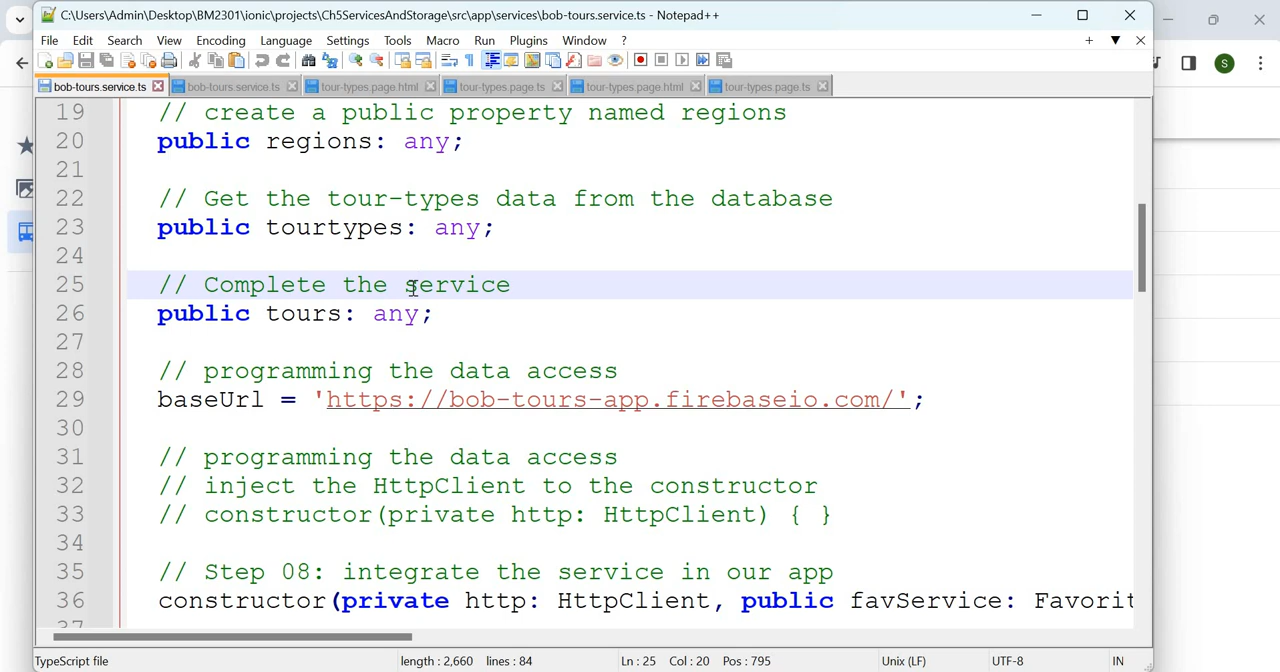 C:\Users\Admin\Desktop\BM2301\ionic\projects\Ch5ServicesAndStorage\src\app\services\bob-tours.service.ts - Notepad++
File Edit Search View Encoding Language Settings Tools Macro Run Plugins Window ?
bob-tours.service.ts bob-tours.service.ts tour-types.page.html tour-types.page.ts tour-types.page.html tour-types.page.ts
S
19 // create a public property named regions
20 public regions: any;
21
22 // Get the tour-types data from the database
23 public tourtypes: any;
24
25 // Complete the service
26 public tours: any;
27
28 // programming the data access
29 baseUrl = 'https://bob-tours-app.firebaseio.com/';
30
31 // programming the data access
32 // inject the HttpClient to the constructor
33 // constructor(private http: HttpClient) { }
34
35 // Step 08: integrate the service in our app
36 constructor(private http: HttpClient, public favService: Favorit
37
TypeScript file length : 2,660 lines : 84 Ln : 25 Col : 20 Pos : 795 Unix (LF) UTF-8 IN